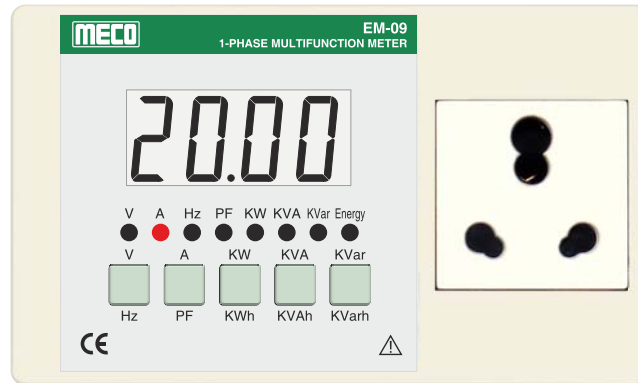 MECO
EM-09
1-PHASE MULTIFUNCTION METER
20.00
V A Hz PF KW KVA KVar Energy
V A KW KVA KVar
Hz PF KWh KVAh KVarh
CE